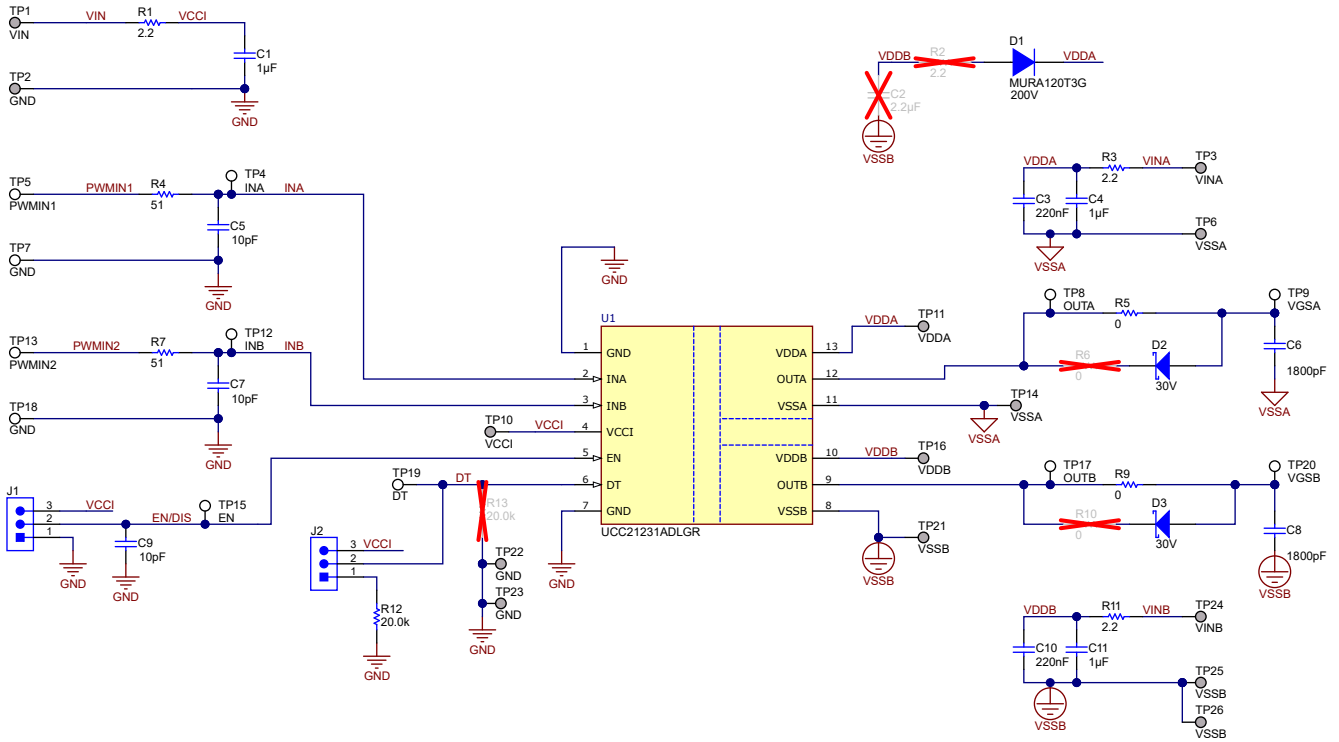 TP1
VIN
VIN
R1
2.2
VCCI
C1
1µF
TP2
GND
GND
VDDB
R2
2.2
D1
VDDA
MURA120T3G
200V
C2
2.2µF
VSSB
VDDA
R3
2.2
VINA
TP3
VINA
C3
220nF
C4
1µF
TP6
VSSA
VSSA
TP5
PWMIN1
PWMIN1
R4
51
TP4
INA
INA
C5
10pF
TP7
GND
GND
TP13
PWMIN2
PWMIN2
R7
51
TP12
INB
INB
C7
10pF
TP18
GND
GND
GND
U1
1
GND
2
INA
3
INB
4
VCCI
5
EN
6
DT
7
GND
VDDA
13
OUTA
12
VSSA
11
VDDB
10
OUTB
9
VSSB
8
UCC21231ADLGR
TP10
VCCI
VCCI
VDDA
TP11
VDDA
TP8
OUTA
R5
0
R6
0
D2
30V
TP9
VGSA
C6
1800pF
VSSA
TP14
VSSA
VSSA
VDDB
TP16
VDDB
TP17
OUTB
R9
0
R10
0
D3
30V
TP20
VGSB
C8
1800pF
VSSB
TP21
VSSB
VSSB
J1
3
2
1
VCCI
EN/DIS
TP15
EN
C9
10pF
GND
GND
TP19
DT
DT
R13
20.0k
J2
3
2
1
VCCI
R12
20.0k
GND
TP22
GND
TP23
GND
GND
GND
VDDB
R11
2.2
VINB
TP24
VINB
C10
220nF
C11
1µF
TP25
VSSB
TP26
VSSB
VSSB